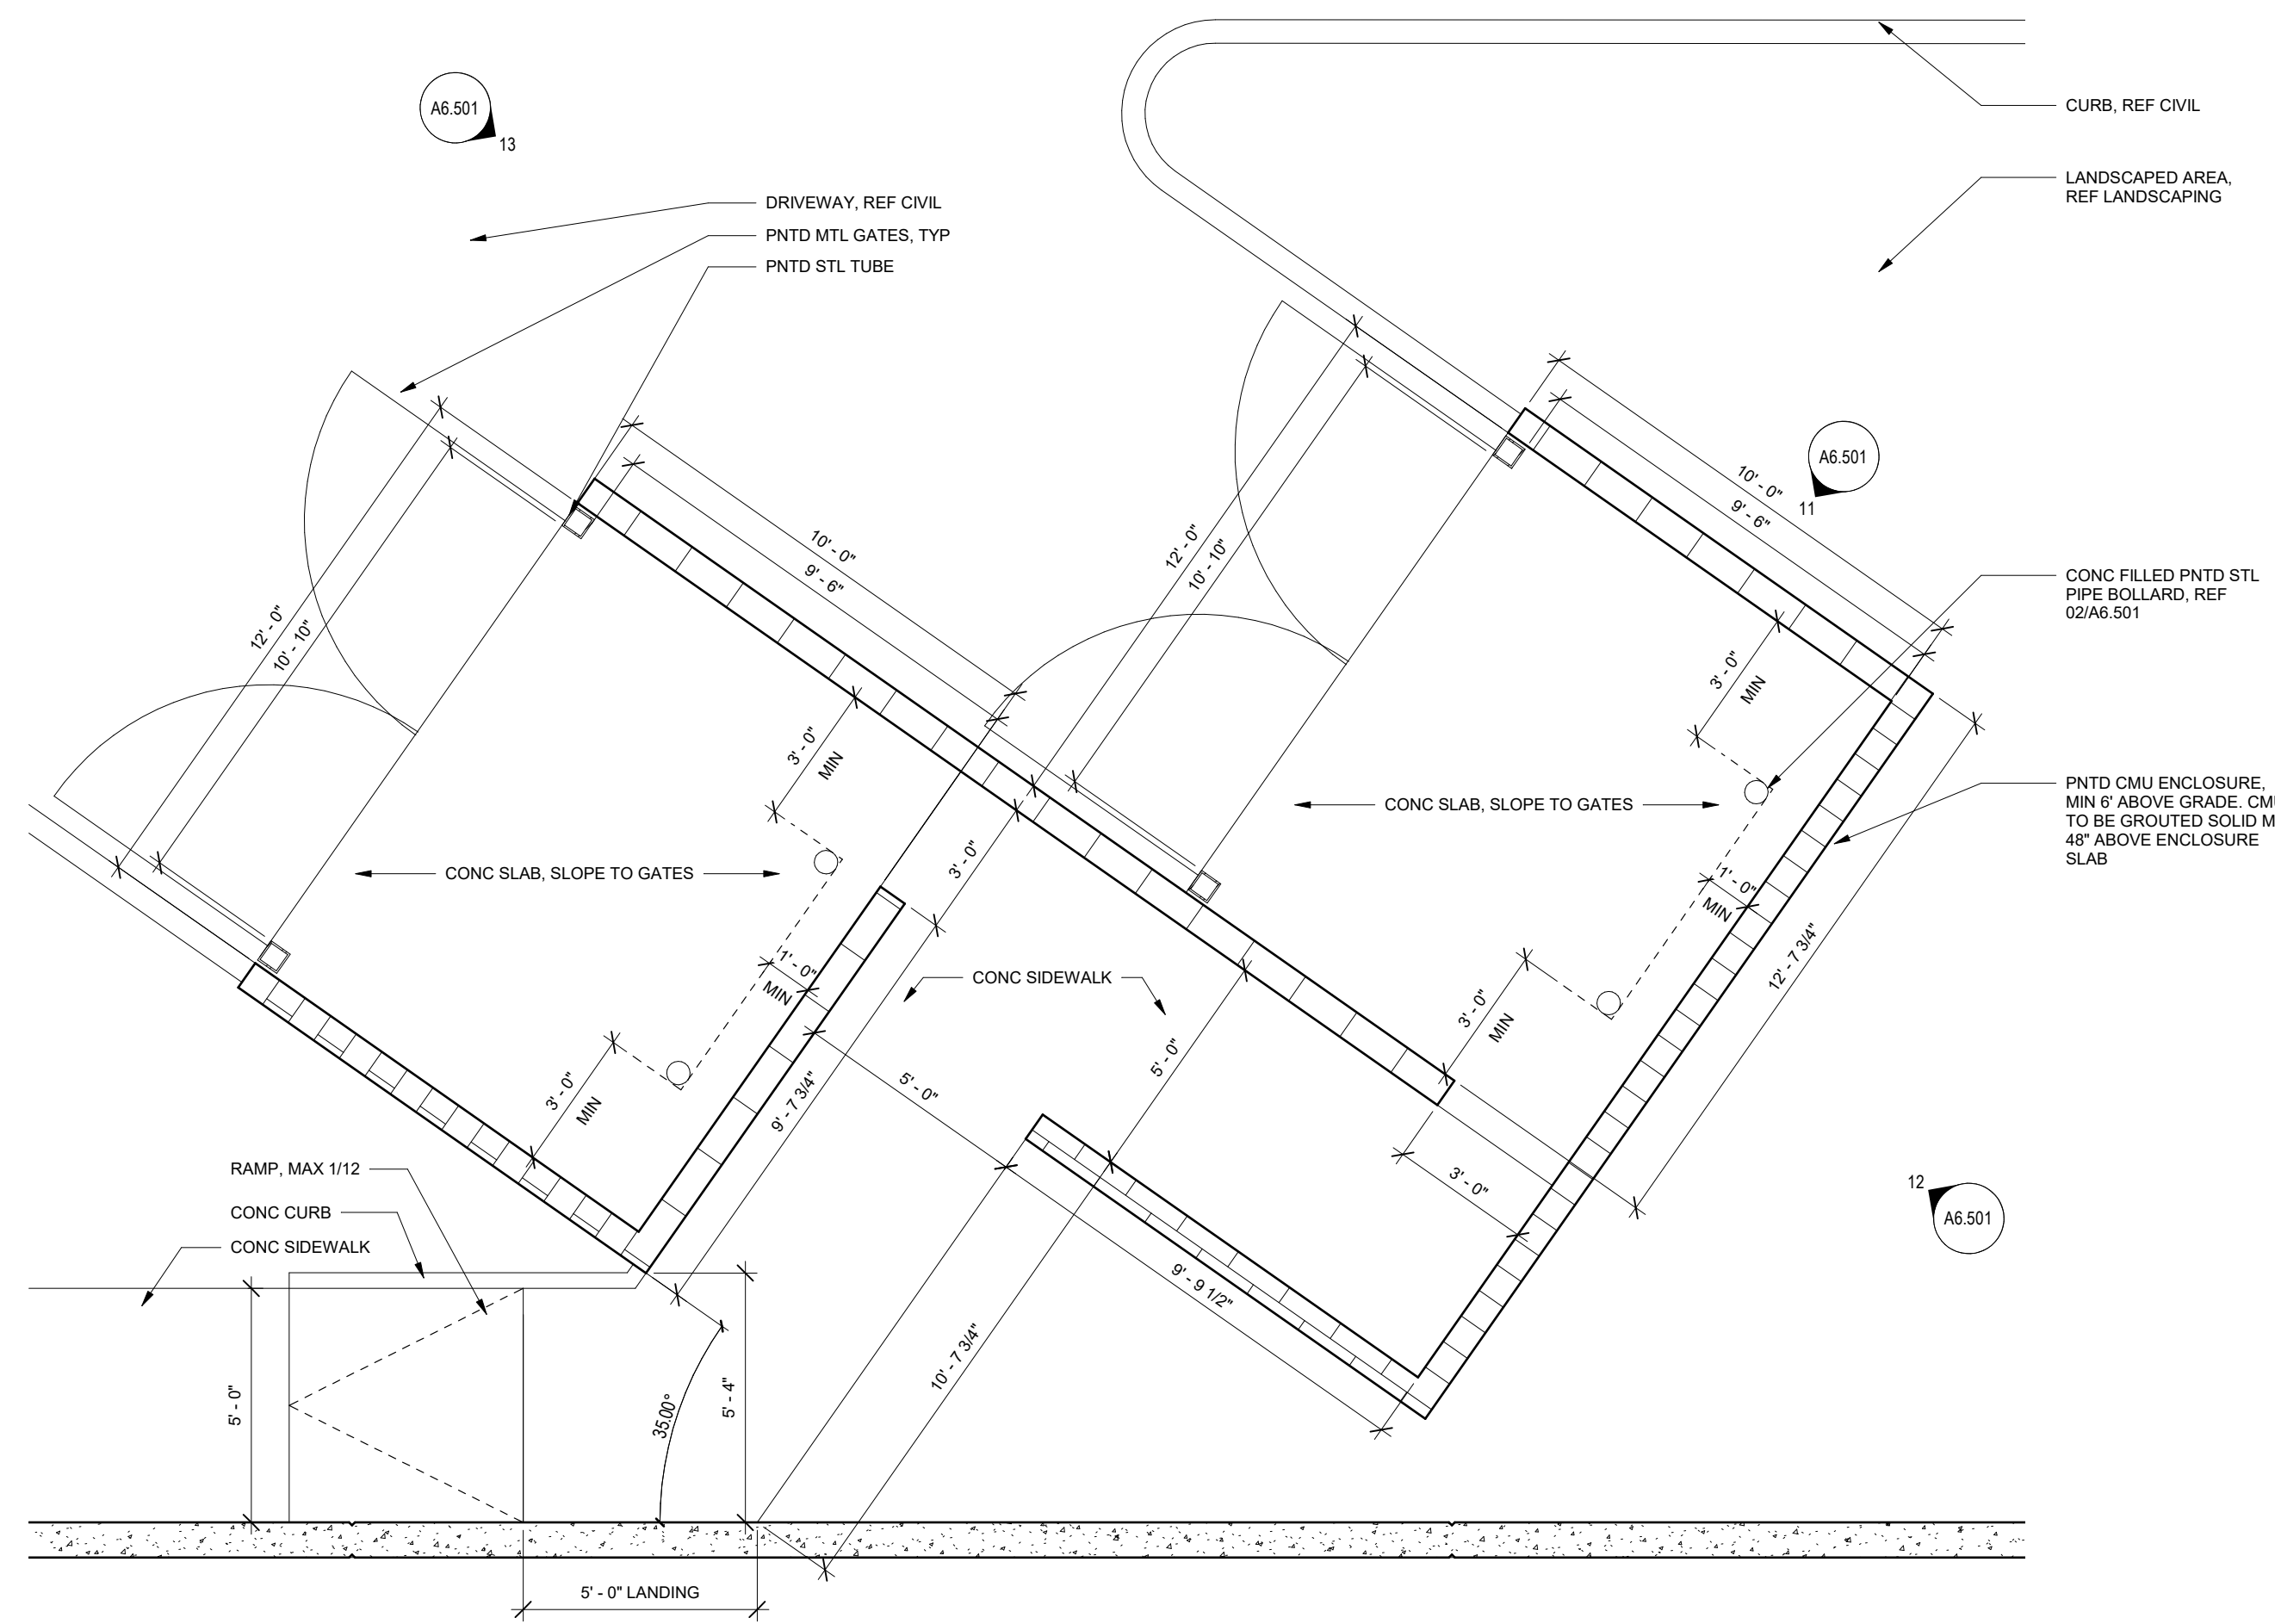 A6.501
13
CURB, REF CIVIL
LANDSCAPED AREA,
REF LANDSCAPING
DRIVEWAY, REF CIVIL
PNTD MTL GATES, TYP
PNTD STL TUBE
10' - 0"
9' - 6"
A6.501
11
10' - 0"
9' - 6"
12' - 0"
10' - 10"
12' - 0"
10' - 10"
CONC FILLED PNTD STL
PIPE BOLLARD, REF
02/A6.501
3' - 0"
MIN
3' - 0"
MIN
CONC SLAB, SLOPE TO GATES
PNTD CMU ENCLOSURE,
MIN 6' ABOVE GRADE. CM
TO BE GROUTED SOLID M
48" ABOVE ENCLOSURE
SLAB
CONC SLAB, SLOPE TO GATES
3' - 0"
1' - 0"
MIN
12' - 7 3/4"
1' - 0"
MIN
CONC SIDEWALK
3' - 0"
MIN
5' - 0"
5' - 0"
3' - 0"
MIN
9' - 7 3/4"
3' - 0"
RAMP, MAX 1/12
CONC CURB
CONC SIDEWALK
12
A6.501
9' - 9 1/2"
10' - 7 3/4"
5' - 0"
35.00°
5' - 4"
5' - 0" LANDING